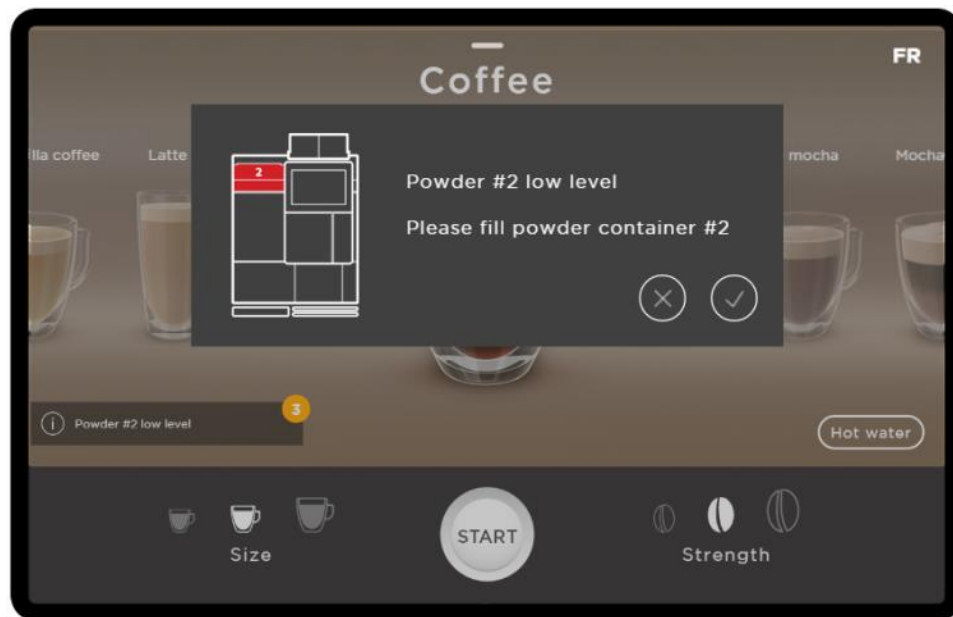 FR
Coffee
lla coffee
Latte
mocha
Mocha
2
Powder #2 low level
Please fill powder container #2
3
Powder #2 low level
Hot water
START
Size
Strength